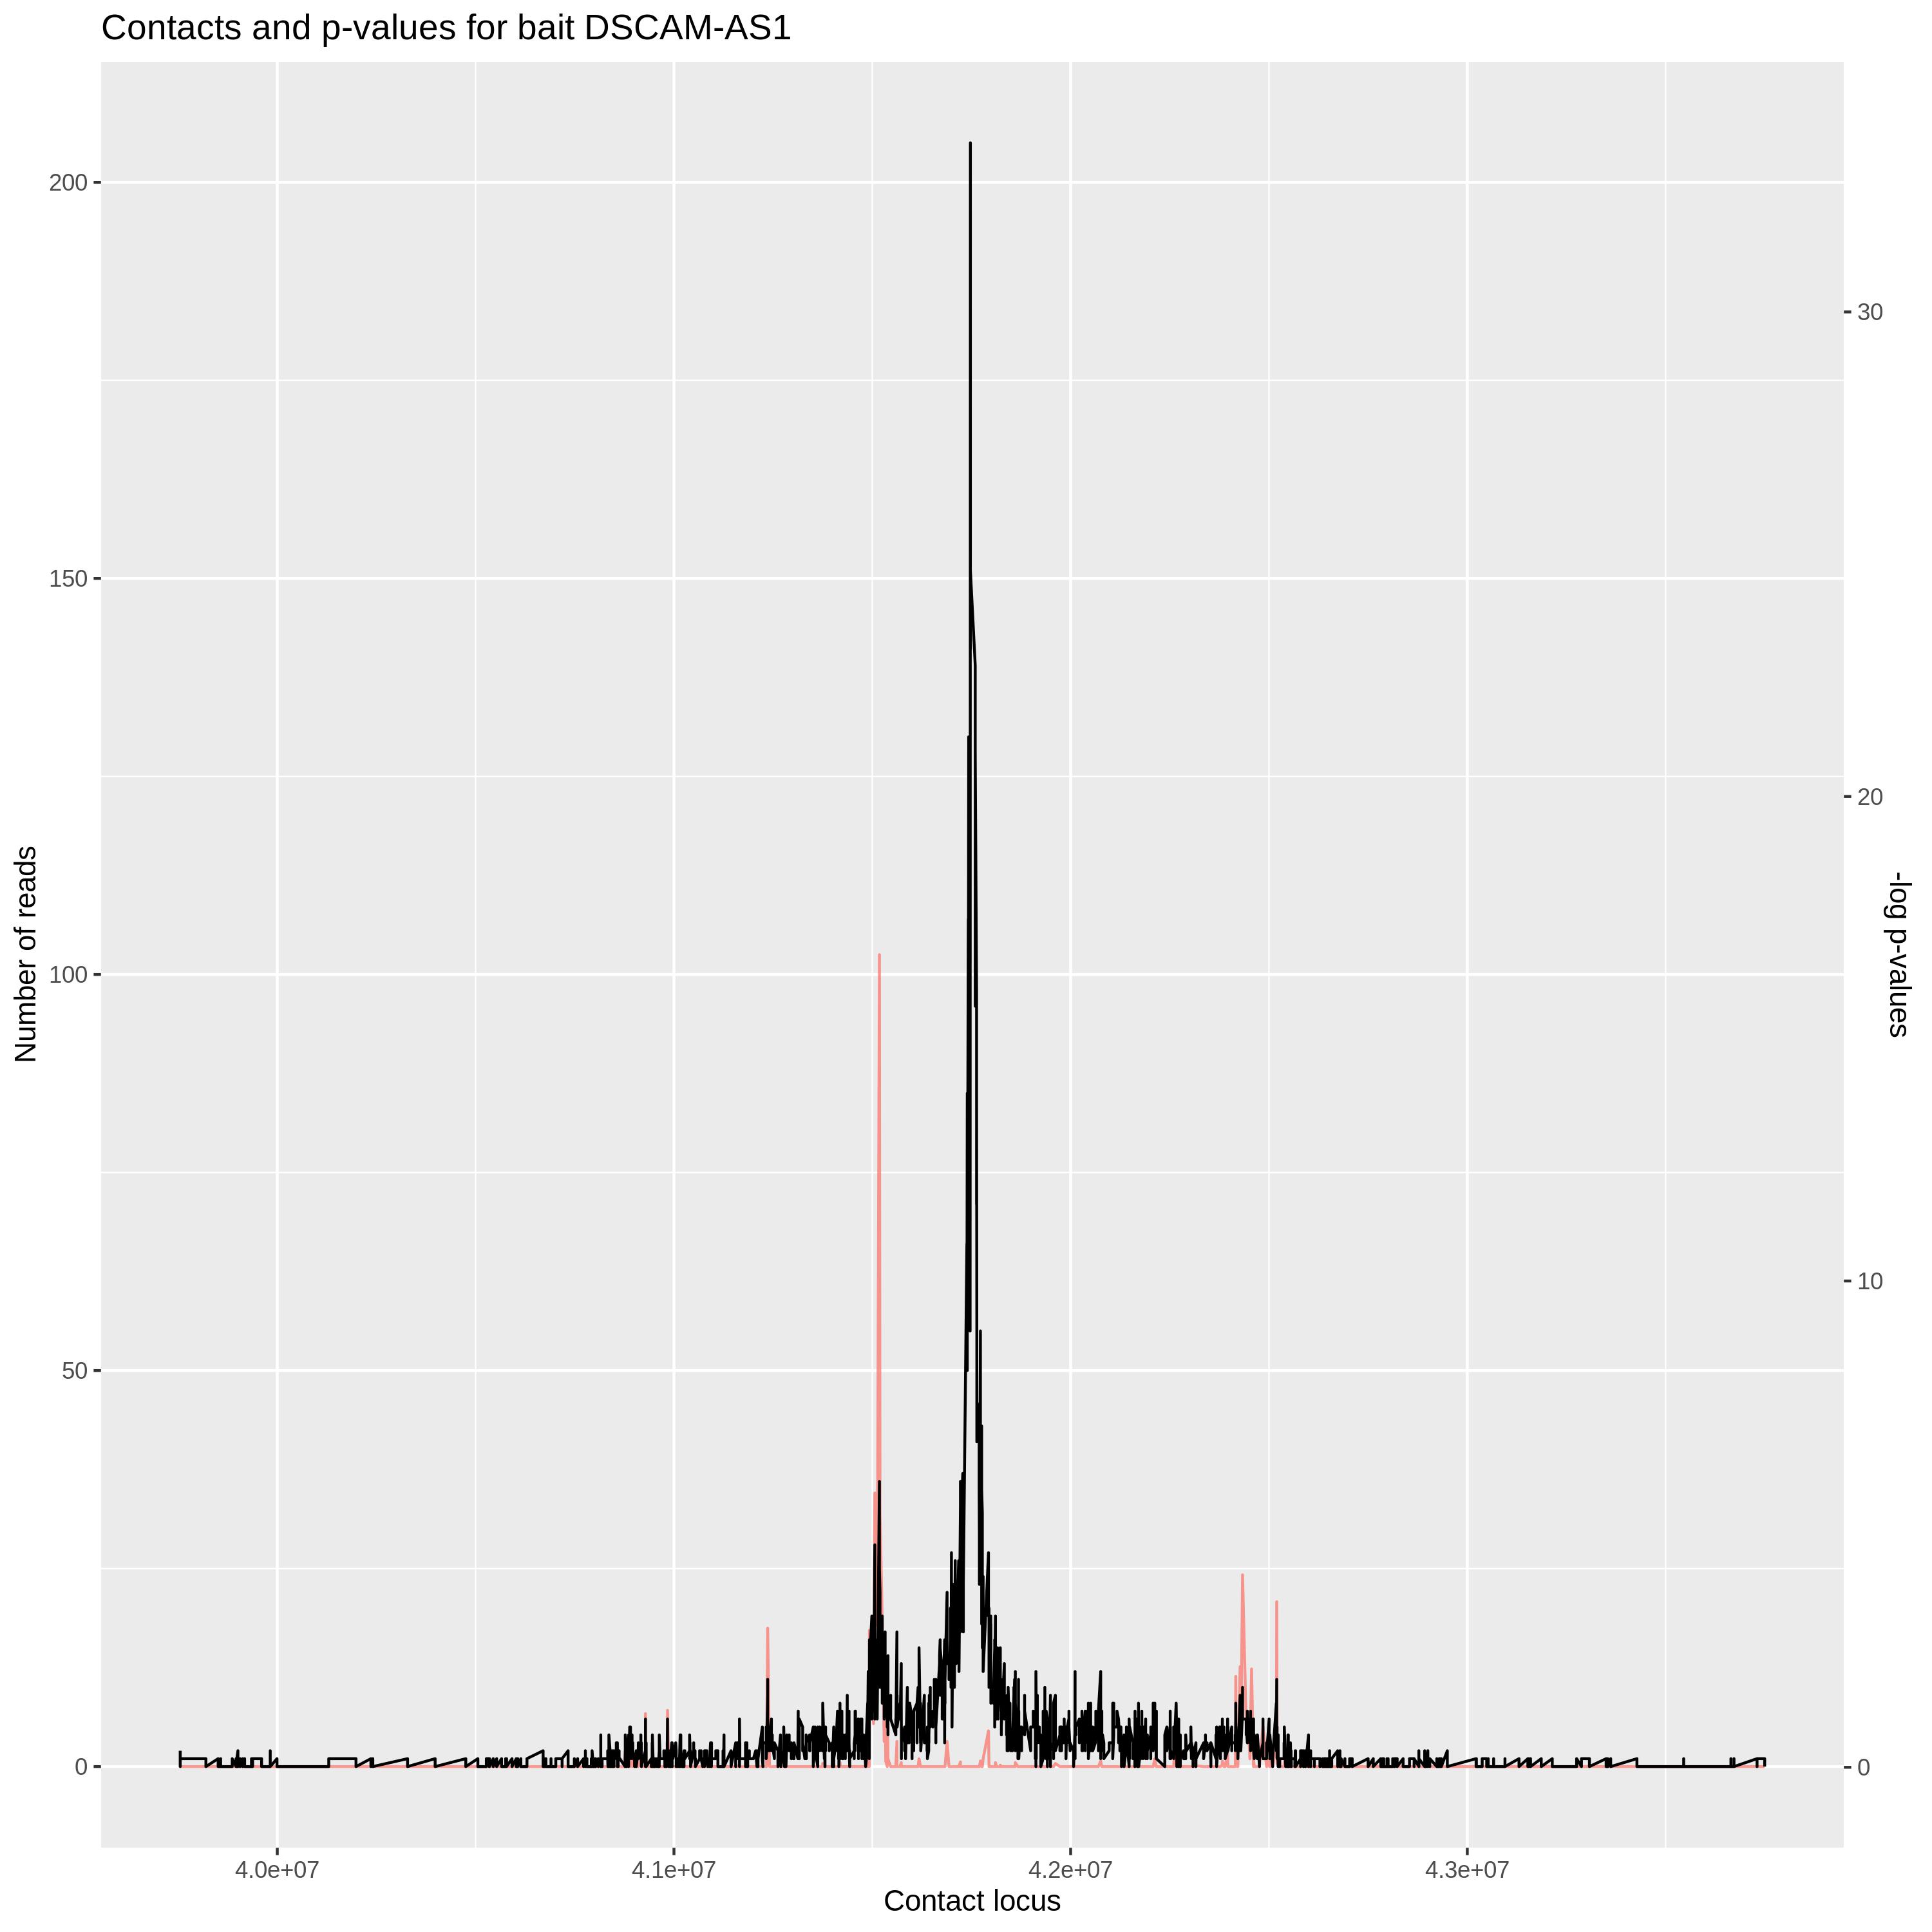 Contacts and p-values for bait DSCAM-AS1
200
150
100
50
0
Number of reads
30
20
10
0
-log p-values
4.0e+07
4.1e+07
4.2e+07
4.3e+07
Contact locus